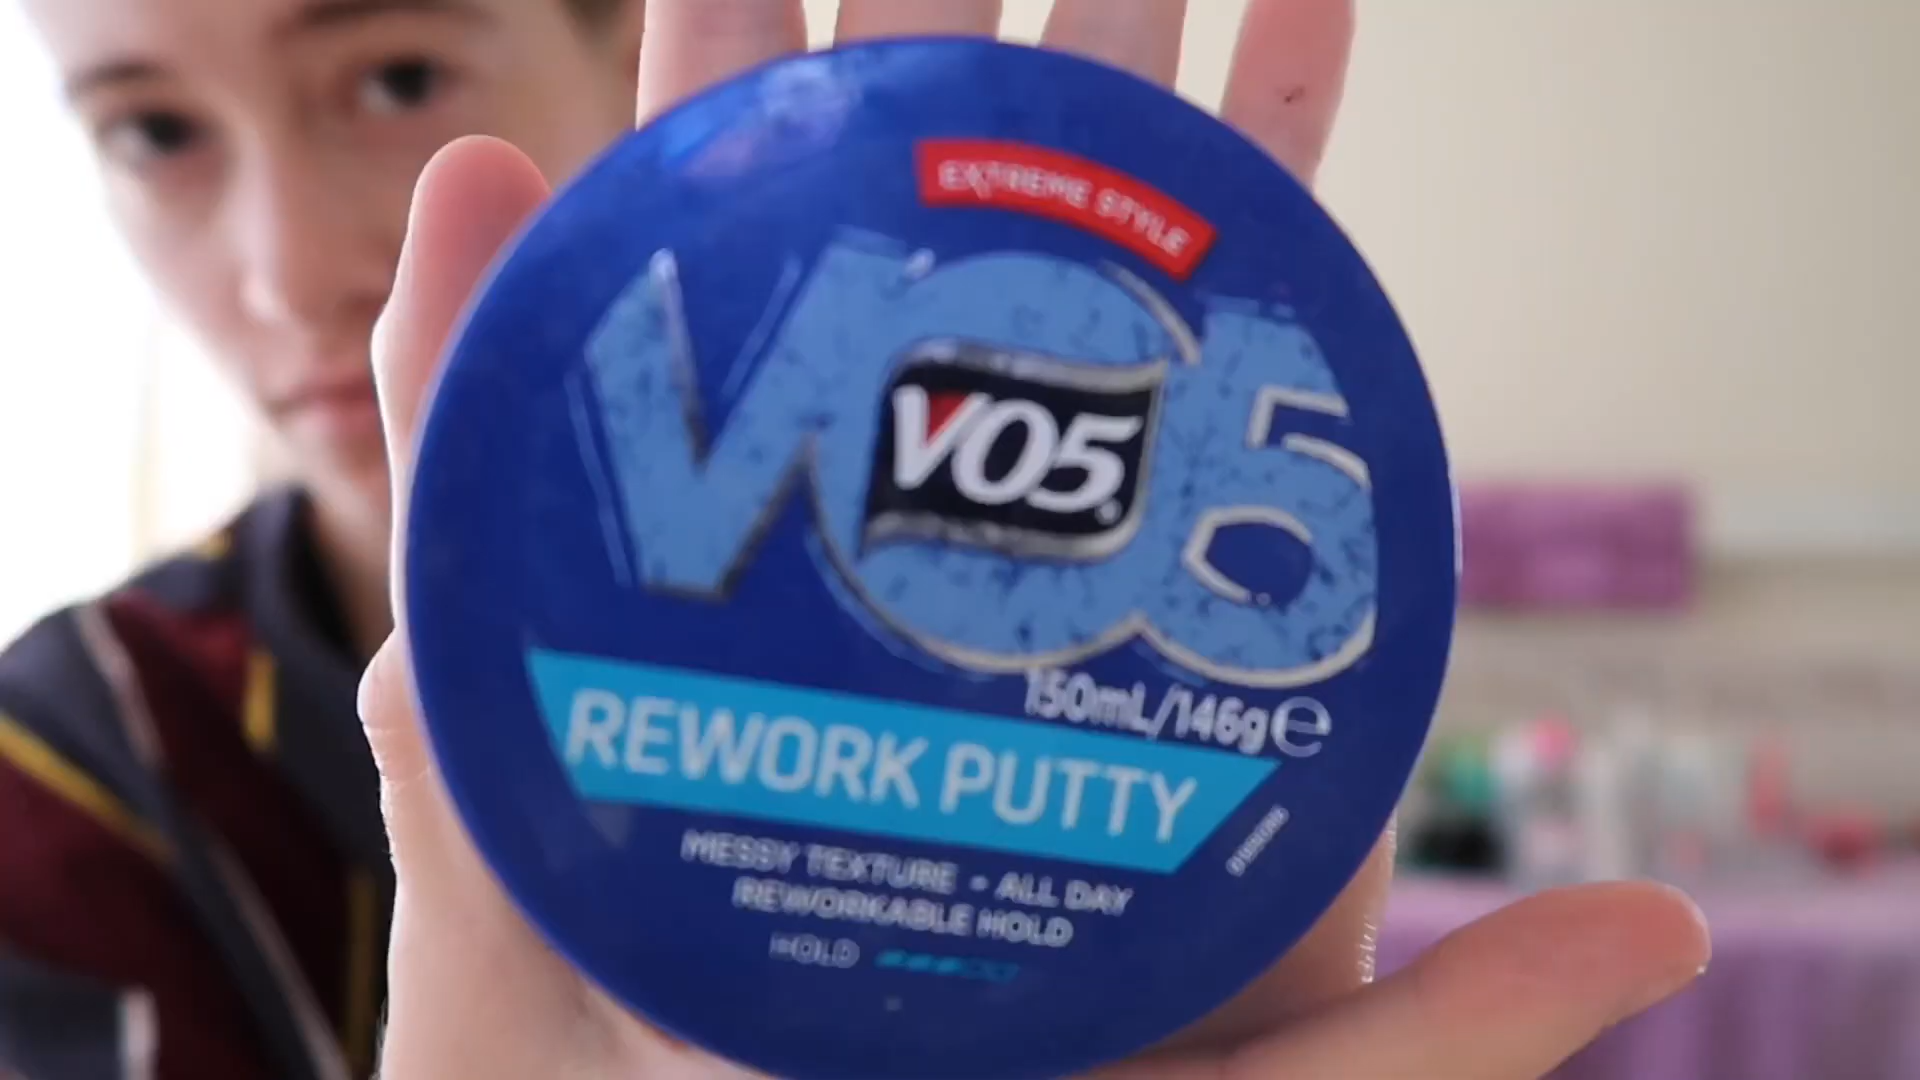 EXTREME STYLE
VO5
VO5
150mL/146g e
REWORK PUTTY
MESSY TEXTURE - ALL DAY
REWORKABLE HOLD
HOLD